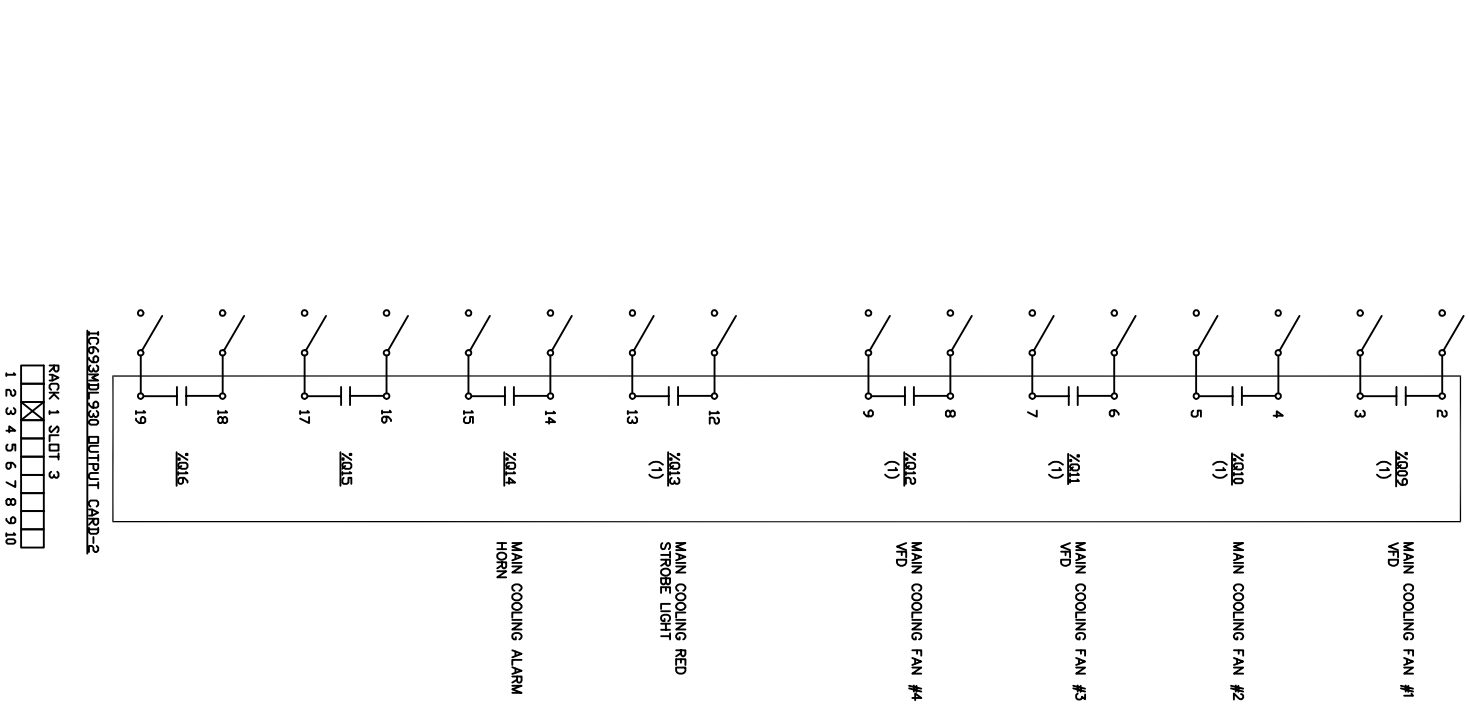 IC693MDL930 OUTPUT CARD-2
RACK 1 SLOT 3
1 2 3 4 5 6 7 8 9 10
2
%Q09
(1)
3
MAIN COOLING FAN #1
VFD
4
%Q10
(1)
5
MAIN COOLING FAN #2
6
%Q11
(1)
7
MAIN COOLING FAN #3
VFD
8
%Q12
(1)
9
MAIN COOLING FAN #4
VFD
12
%Q13
(1)
13
MAIN COOLING RED
STROBE LIGHT
14
%Q14
15
MAIN COOLING ALARM
HORN
16
%Q15
17
18
%Q16
19